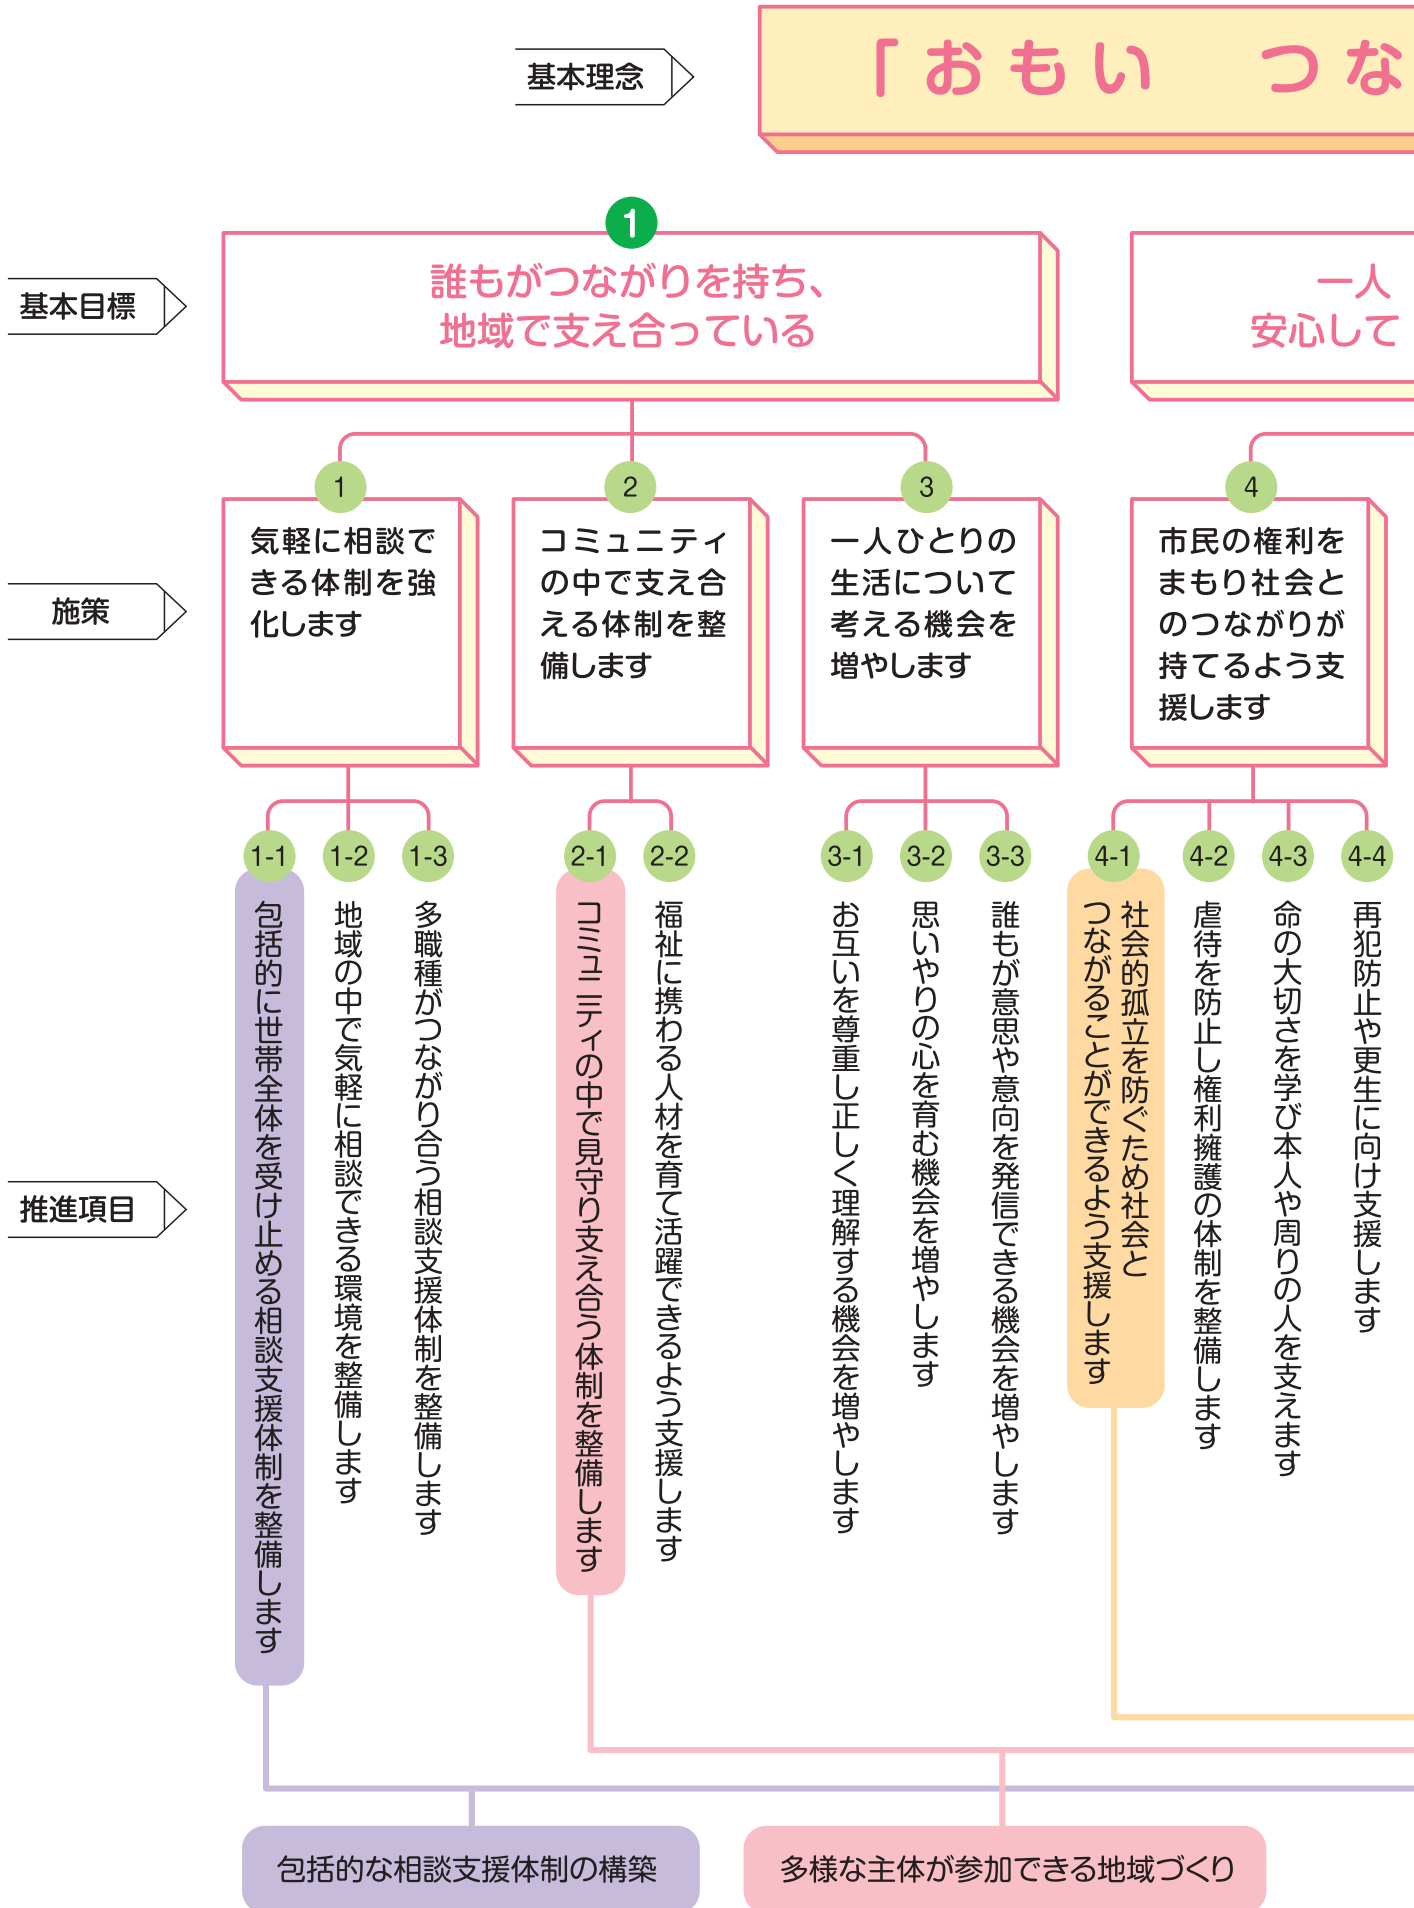 基本理念
「おもい　つな
基本目標
1
誰もがつながりを持ち、
地域で支え合っている
一人
安心して
施策
1
気軽に相談で
きる体制を強
化します
2
コミュニティ
の中で支え合
える体制を整
備します
3
一人ひとりの
生活について
考える機会を
増やします
4
市民の権利を
まもり社会と
のつながりが
持てるよう支
援します
推進項目
1-1
包括的に世帯全体を受け止める相談支援体制を整備します
1-2
地域の中で気軽に相談できる環境を整備します
1-3
多職種がつながり合う相談支援体制を整備します
2-1
コミュニティの中で見守り支え合う体制を整備します
2-2
福祉に携わる人材を育て活躍できるよう支援します
3-1
お互いを尊重し正しく理解する機会を増やします
3-2
思いやりの心を育む機会を増やします
3-3
誰もが意思や意向を発信できる機会を増やします
4-1
社会的孤立を防ぐため社会と
つながることができるよう支援します
4-2
虐待を防止し権利擁護の体制を整備します
4-3
命の大切さを学び本人や周りの人を支えます
4-4
再犯防止や更生に向け支援します
包括的な相談支援体制の構築
多様な主体が参加できる地域づくり